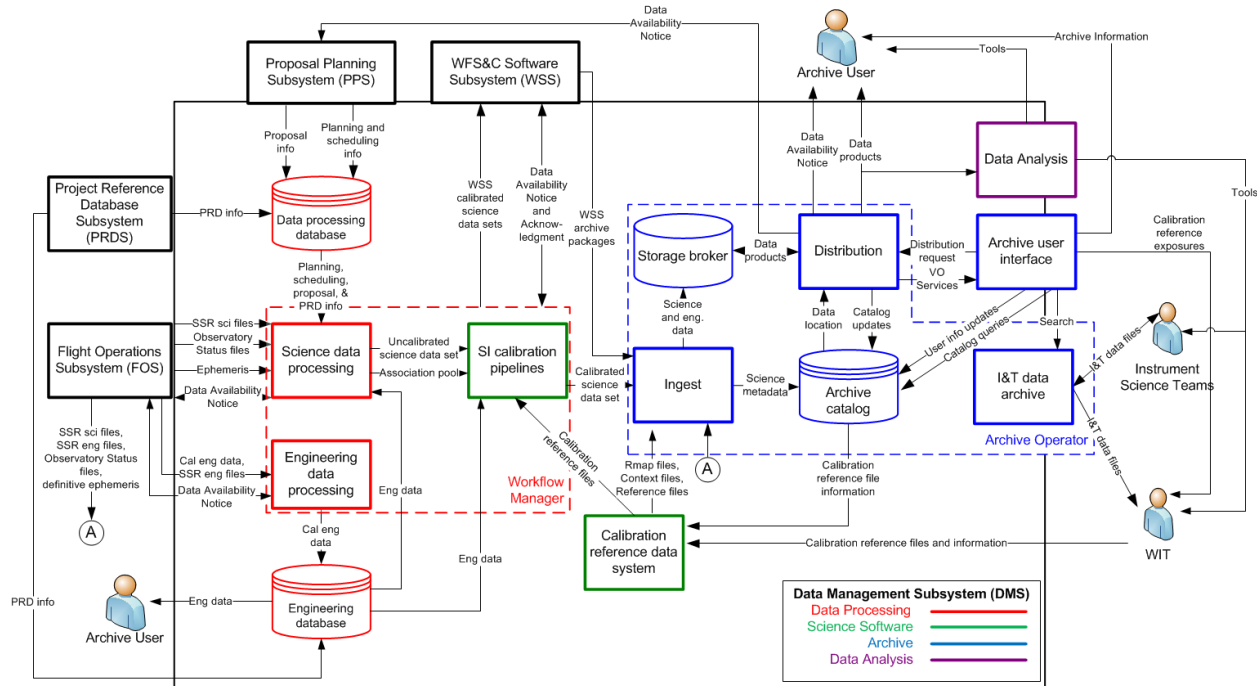 Data
Availability
Notice
Archive Information
Tools
Archive User
Proposal Planning
Subsystem (PPS)
WFS&C Software
Subsystem (WSS)
Proposal
info
Planning and
scheduling
info
Data
Availability
Notice
Data
products
Data Analysis
Project Reference
Database
Subsystem
(PRDS)
PRD info
Data processing
database
WSS
calibrated
science
data sets
Data
Availability
Notice
and
Acknowl-
edgment
WSS
archive
packages
Tools
Calibration
reference
exposures
Storage broker
Data
products
Distribution
Distribution
request
VO
Services
Archive user
interface
Planning,
scheduling,
proposal, &
PRD info
Science
and eng.
data
Data
location
Catalog
updates
User info updates
Catalog queries
Search
I&T data files
Instrument
Science Teams
Flight Operations
Subsystem (FOS)
SSR sci files
Observatory
Status files
Ephemeris
Data Availability
Notice
Science data
processing
Uncalibrated
science data set
Association pool
SI calibration
pipelines
Calibrated
science
data set
Ingest
Science
metadata
Archive
catalog
I&T data
archive
Archive Operator
I&T data files
SSR sci files,
SSR eng files,
Observatory Status
files,
definitive ephemeris
A
Cal eng data,
SSR eng files
Data Availability
Notice
Engineering
data
processing
Eng data
Workflow
Manager
Calibration
reference files
Rmap files,
Context files,
Reference files
A
Calibration
reference file
information
Cal eng
data
Eng data
Calibration
reference data
system
Calibration reference files and information
WIT
PRD info
Archive User
Eng data
Engineering
database
Data Management Subsystem (DMS)
Data Processing
Science Software
Archive
Data Analysis